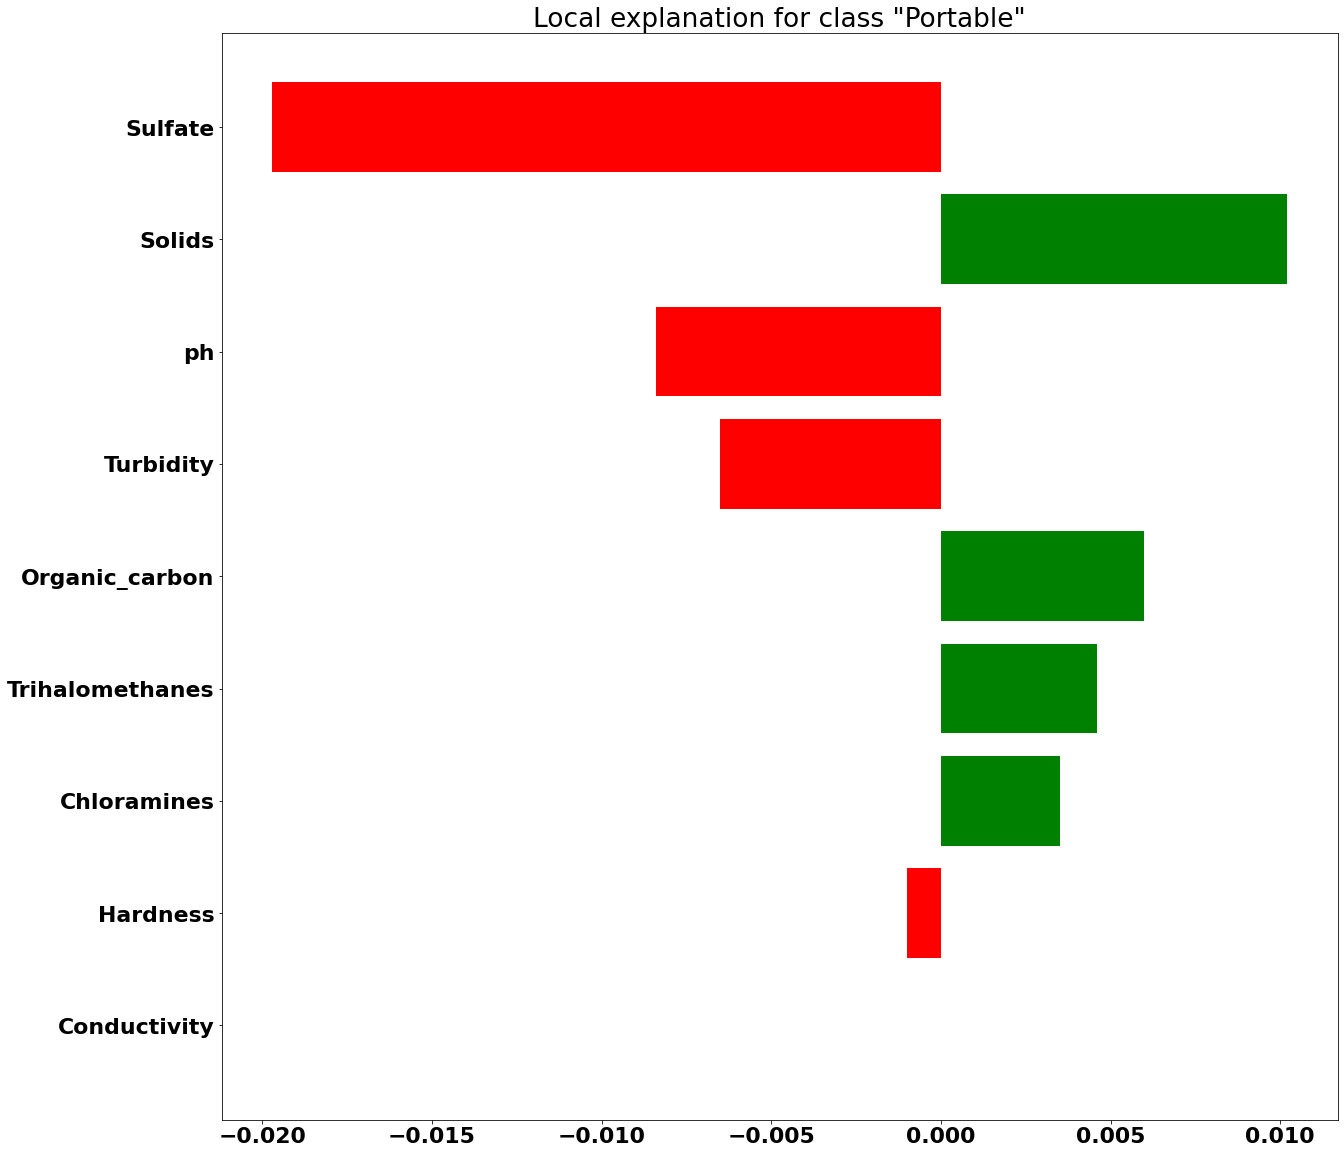 Local explanation for class "Portable"
Sulfate
Solids
ph
Turbidity
Organic_carbon
Trihalomethanes
Chloramines
Hardness
Conductivity
−0.020 −0.015 −0.010 −0.005 0.000 0.005 0.010